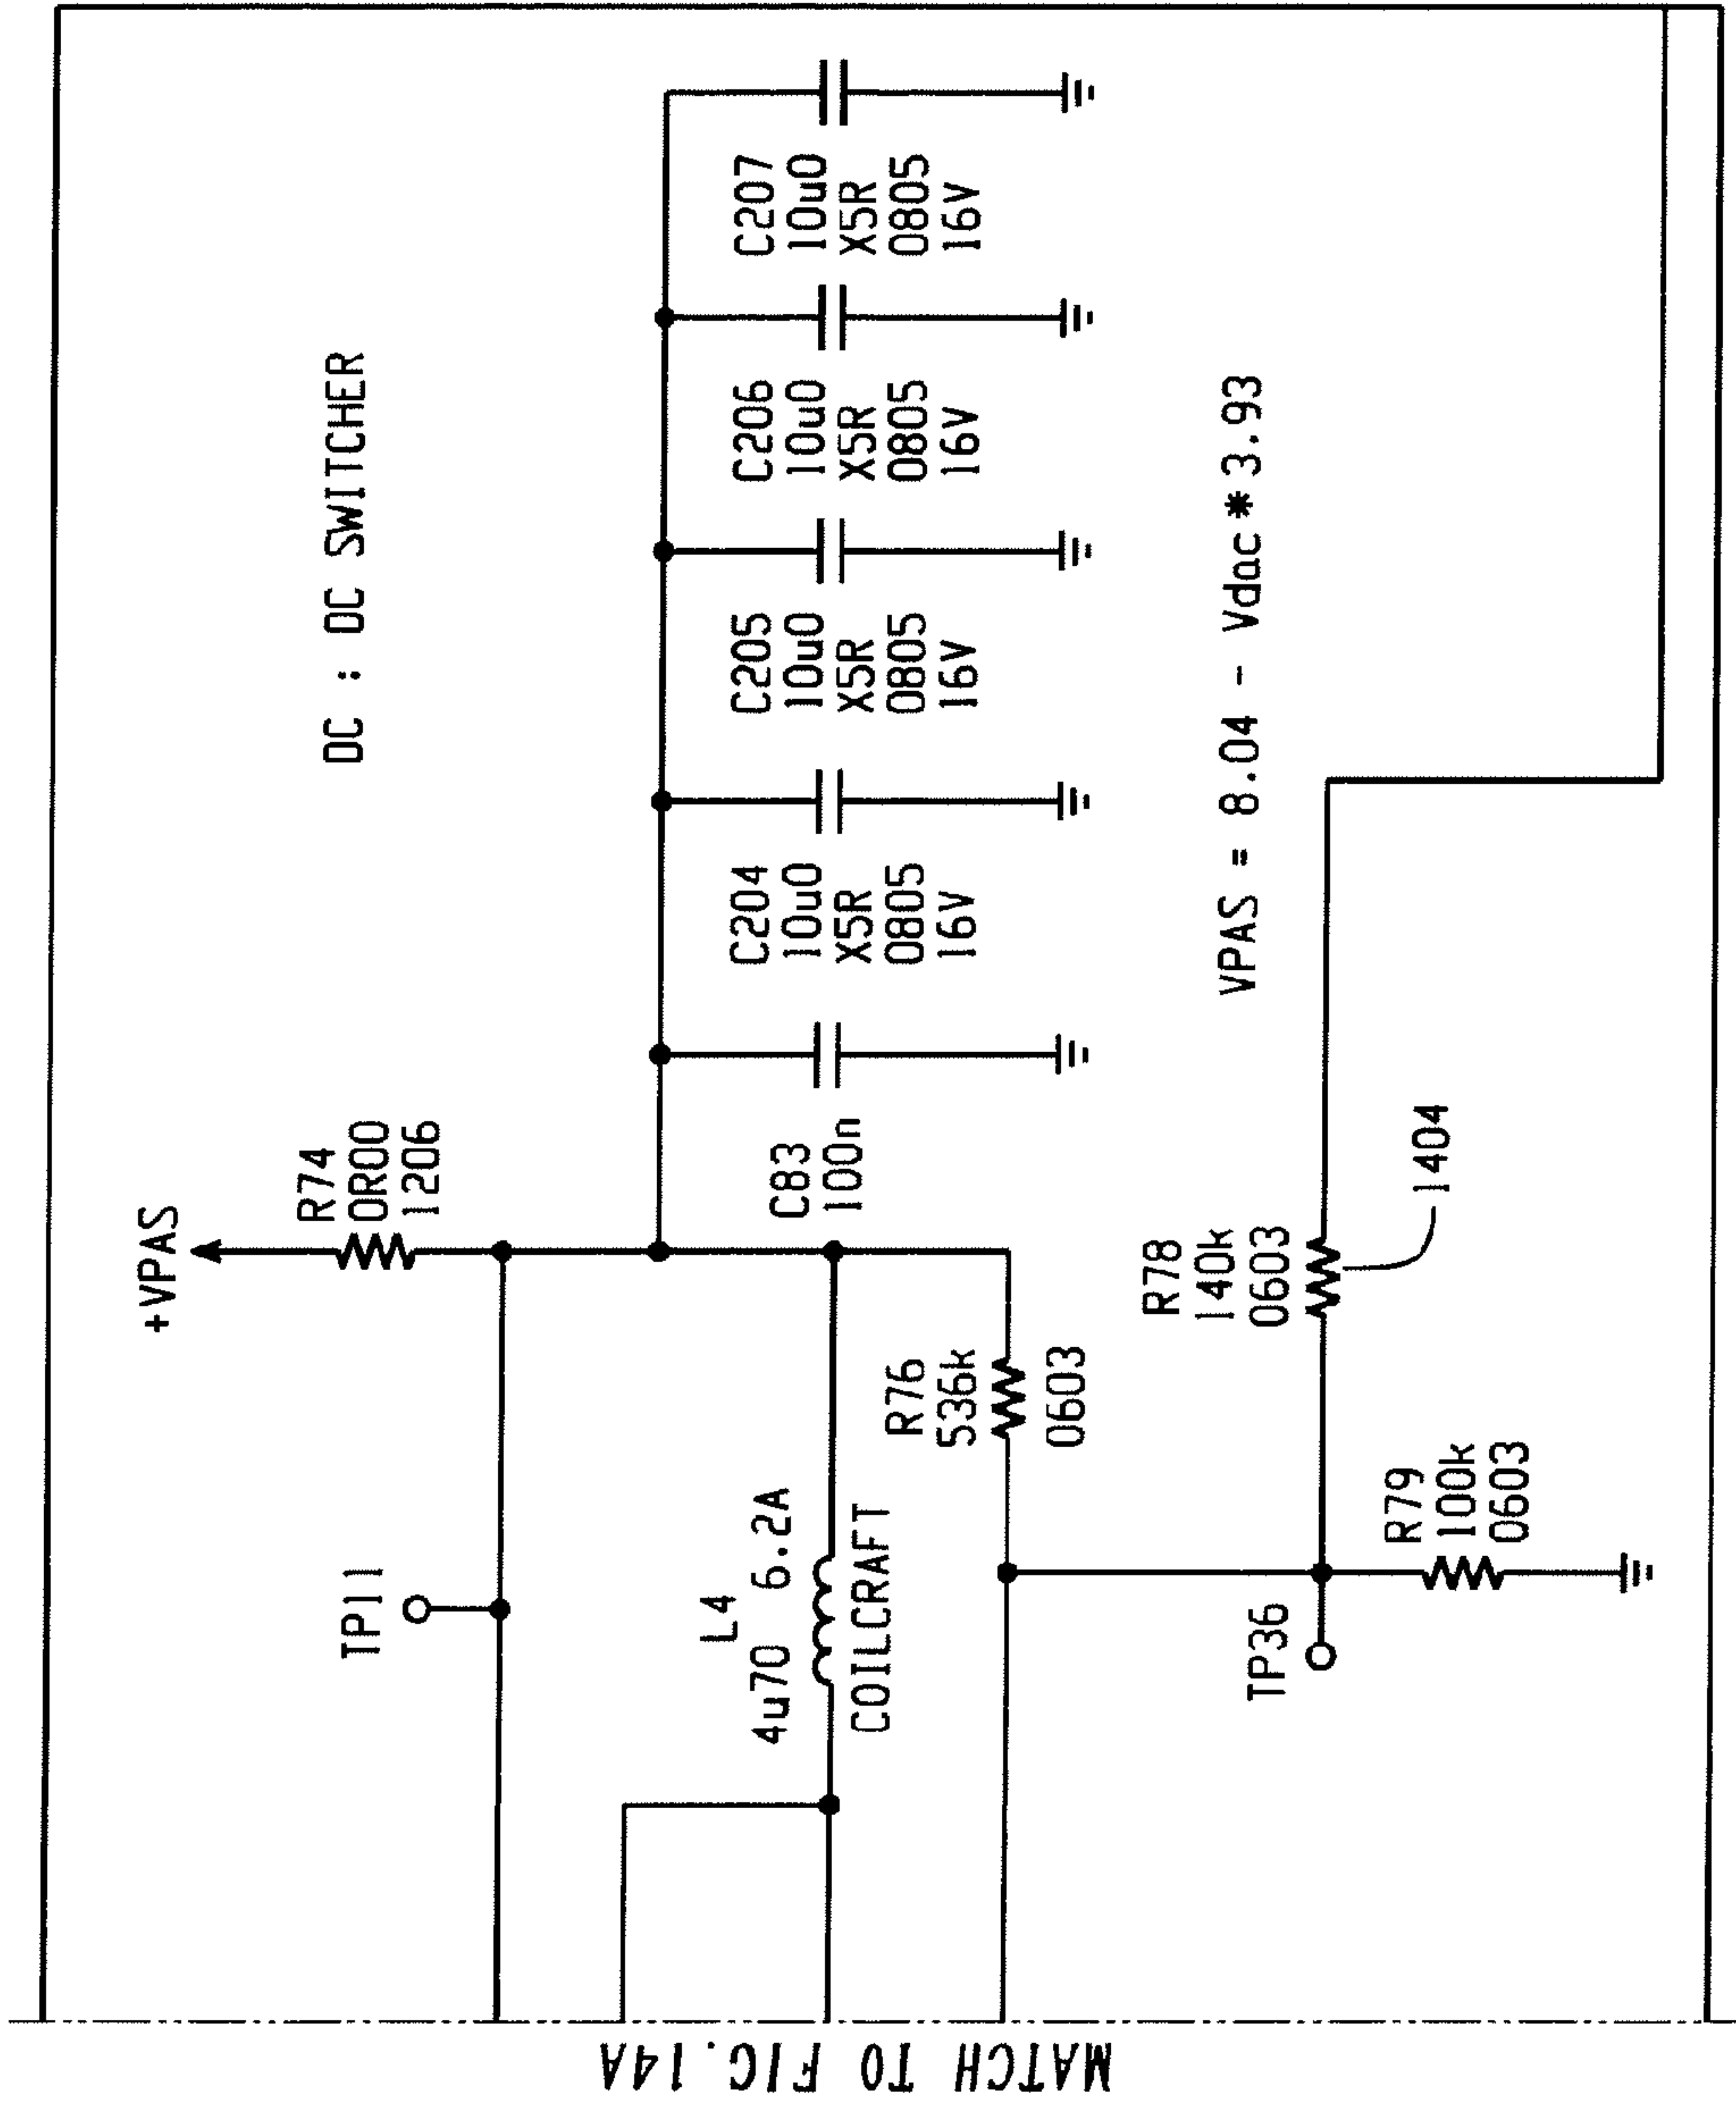 DC : DC SWITCHER
+VPAS
R74
0R00
1206
TP11
L4
4u70 6.2A
COILCRAFT
C83
100n
C204
10u0
X5R
0805
16V
C205
10u0
X5R
0805
16V
C206
10u0
X5R
0805
16V
C207
10u0
X5R
0805
16V
R76
536k
0603
VPAS = 8.04 - Vdac * 3.93
R78
140k
0603
1404
TP36
R79
100k
0603
MATCH TO FIG.14A